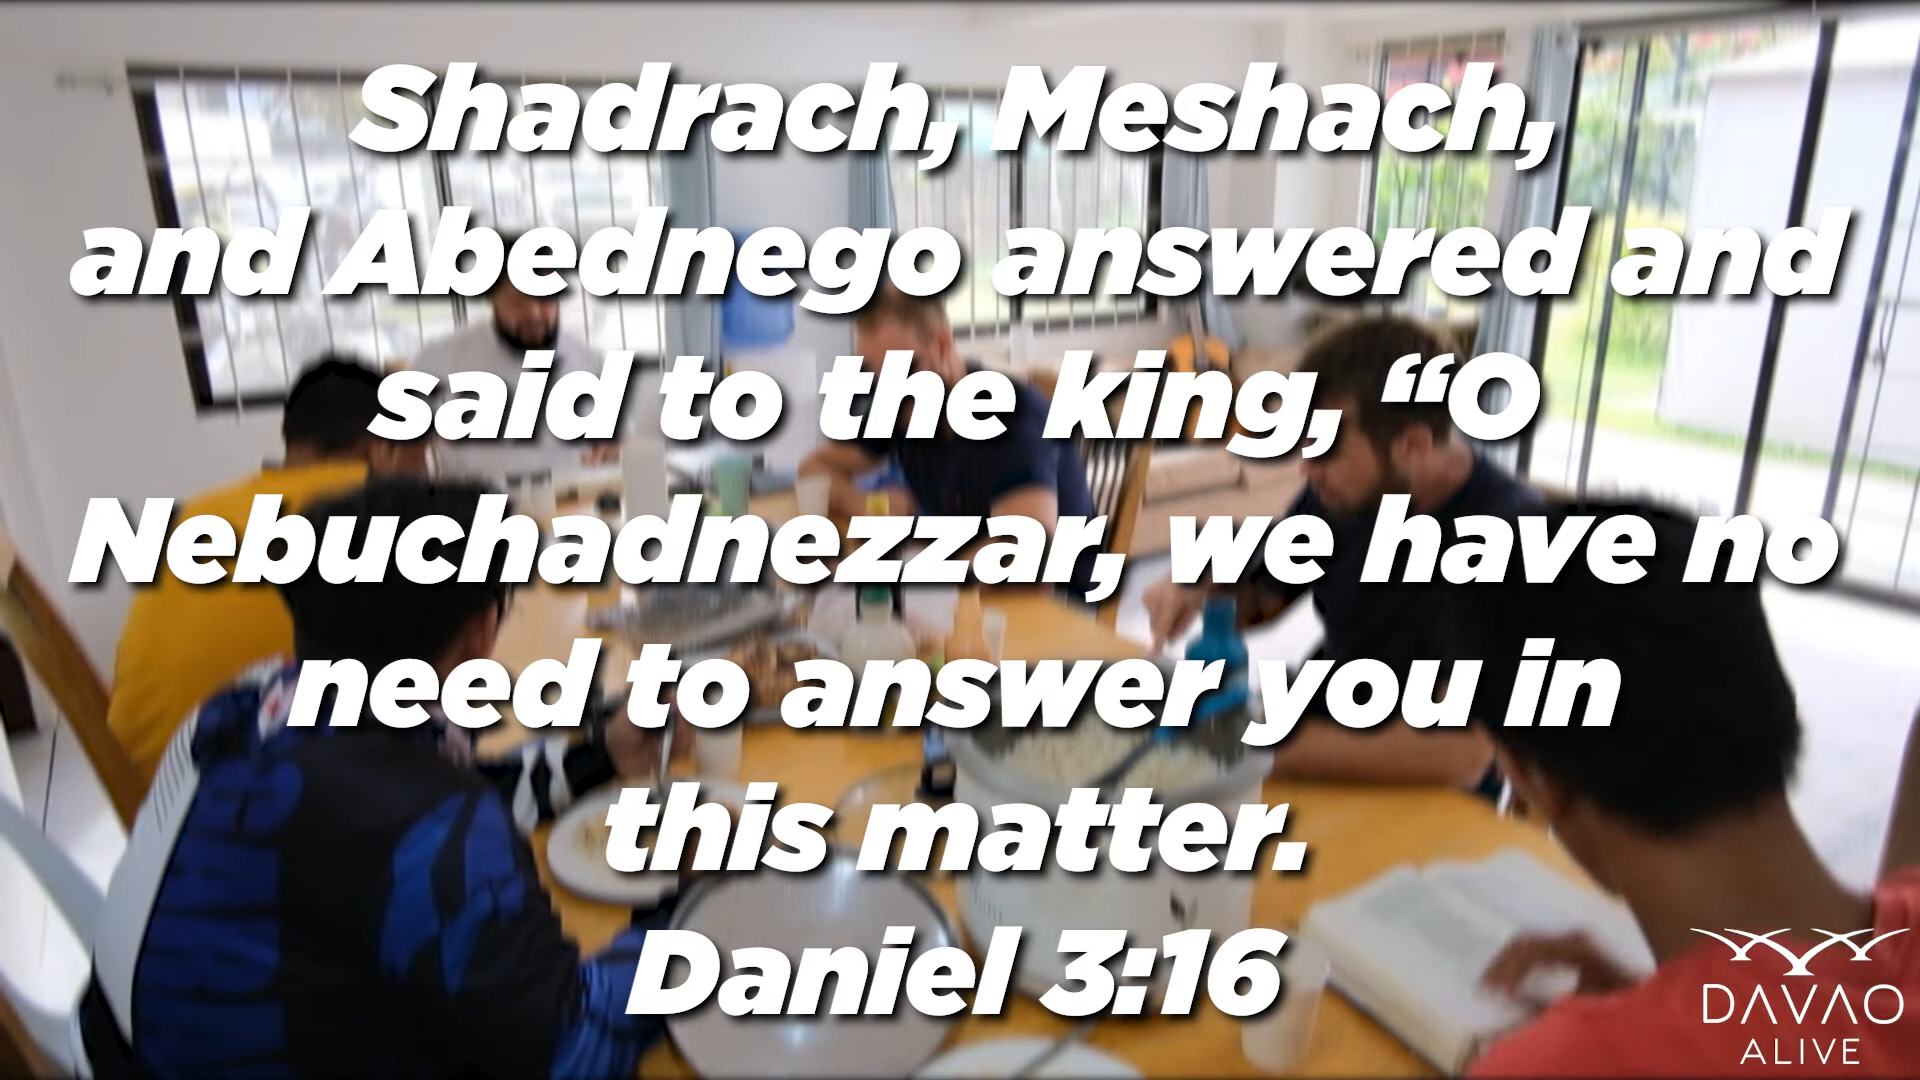 Shadrach, Meshach,
and Abednego answered and
said to the king, “O
Nebuchadnezzar, we have no
need to answer you in
this matter.
Daniel 3:16
DAVAO
ALIVE